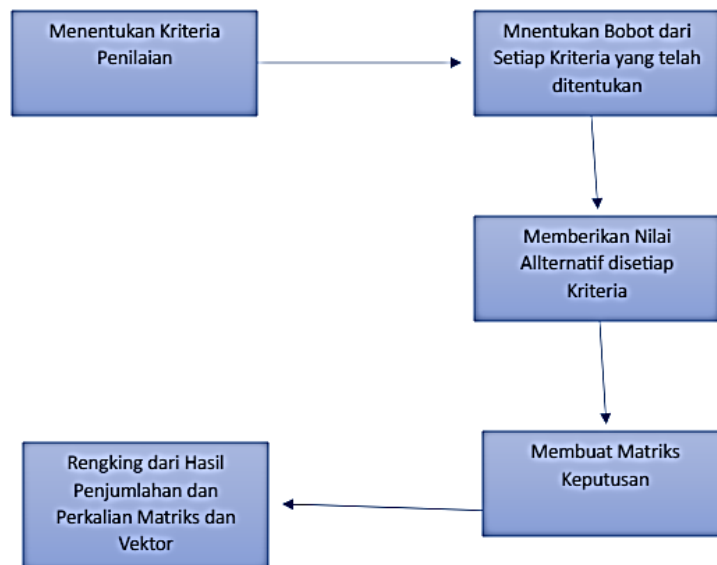 Menentukan Kriteria
Penilaian
Mnentukan Bobot dari
Setiap Kriteria yang telah
ditentukan
Memberikan Nilai
Allternatif disetiap
Kriteria
Membuat Matriks
Keputusan
Rengking dari Hasil
Penjumlahan dan
Perkalian Matriks dan
Vektor